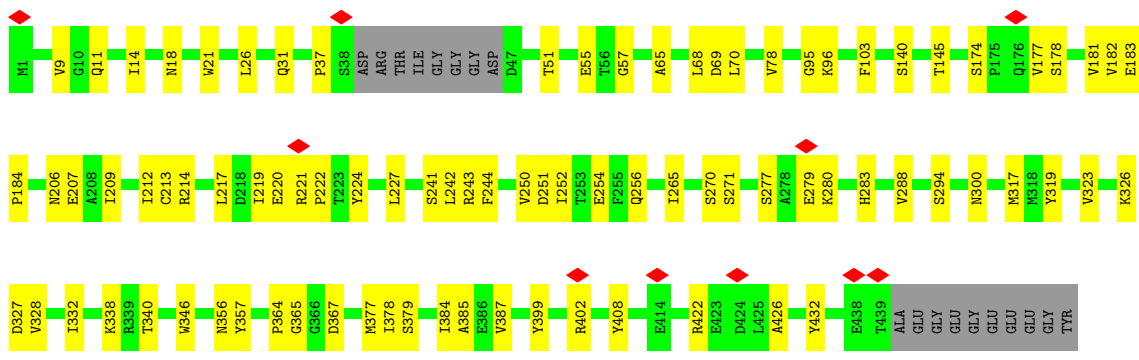 M1 V9 G10 Q11 I14 N18 W21 L26 Q31 P37 S38 ASP ARG THR ILE GLY GLY GLY ASP D47 T51 E55 T56 G57 A65 L68 D69 L70 V78 G95 K96 F103 S140 T145 S174 P175 Q176 V177 S178 V181 V182 E183
P184 N206 E207 A208 I209 I212 C213 R214 L217 D218 I219 E220 R221 P222 T223 Y224 L227 S241 L242 R243 F244 V250 D251 I252 T253 E254 F255 Q256 I265 S270 S271 S277 A278 E279 K280 H283 V288 S294 N300 M317 M318 Y319 V323 K326
D327 V328 I332 K338 R339 T340 W346 N356 Y357 P364 G365 G366 D367 M377 I378 S379 I384 A385 E386 V387 Y399 R402 Y408 E414 R422 E423 D424 L425 A426 Y432 E438 T439 ALA GLU GLY GLU GLY GLU GLU GLU GLY TYR